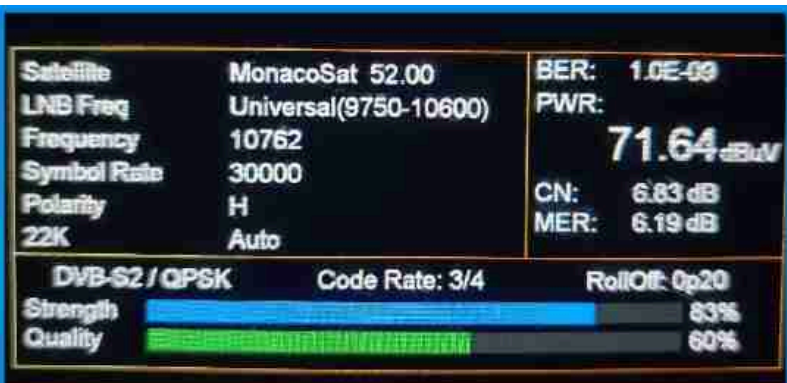 Satellite MonacoSat 52.00
LNB Freq Universal(9750-10600)
Frequency 10762
Symbol Rate 30000
Polarity H
22K Auto
BER: 1.0E-09
PWR:
71.64 dBuV
CN: 6.83 dB
MER: 6.19 dB
DVB-S2 / QPSK Code Rate: 3/4 RollOff: 0p20
Strength 83%
Quality 60%